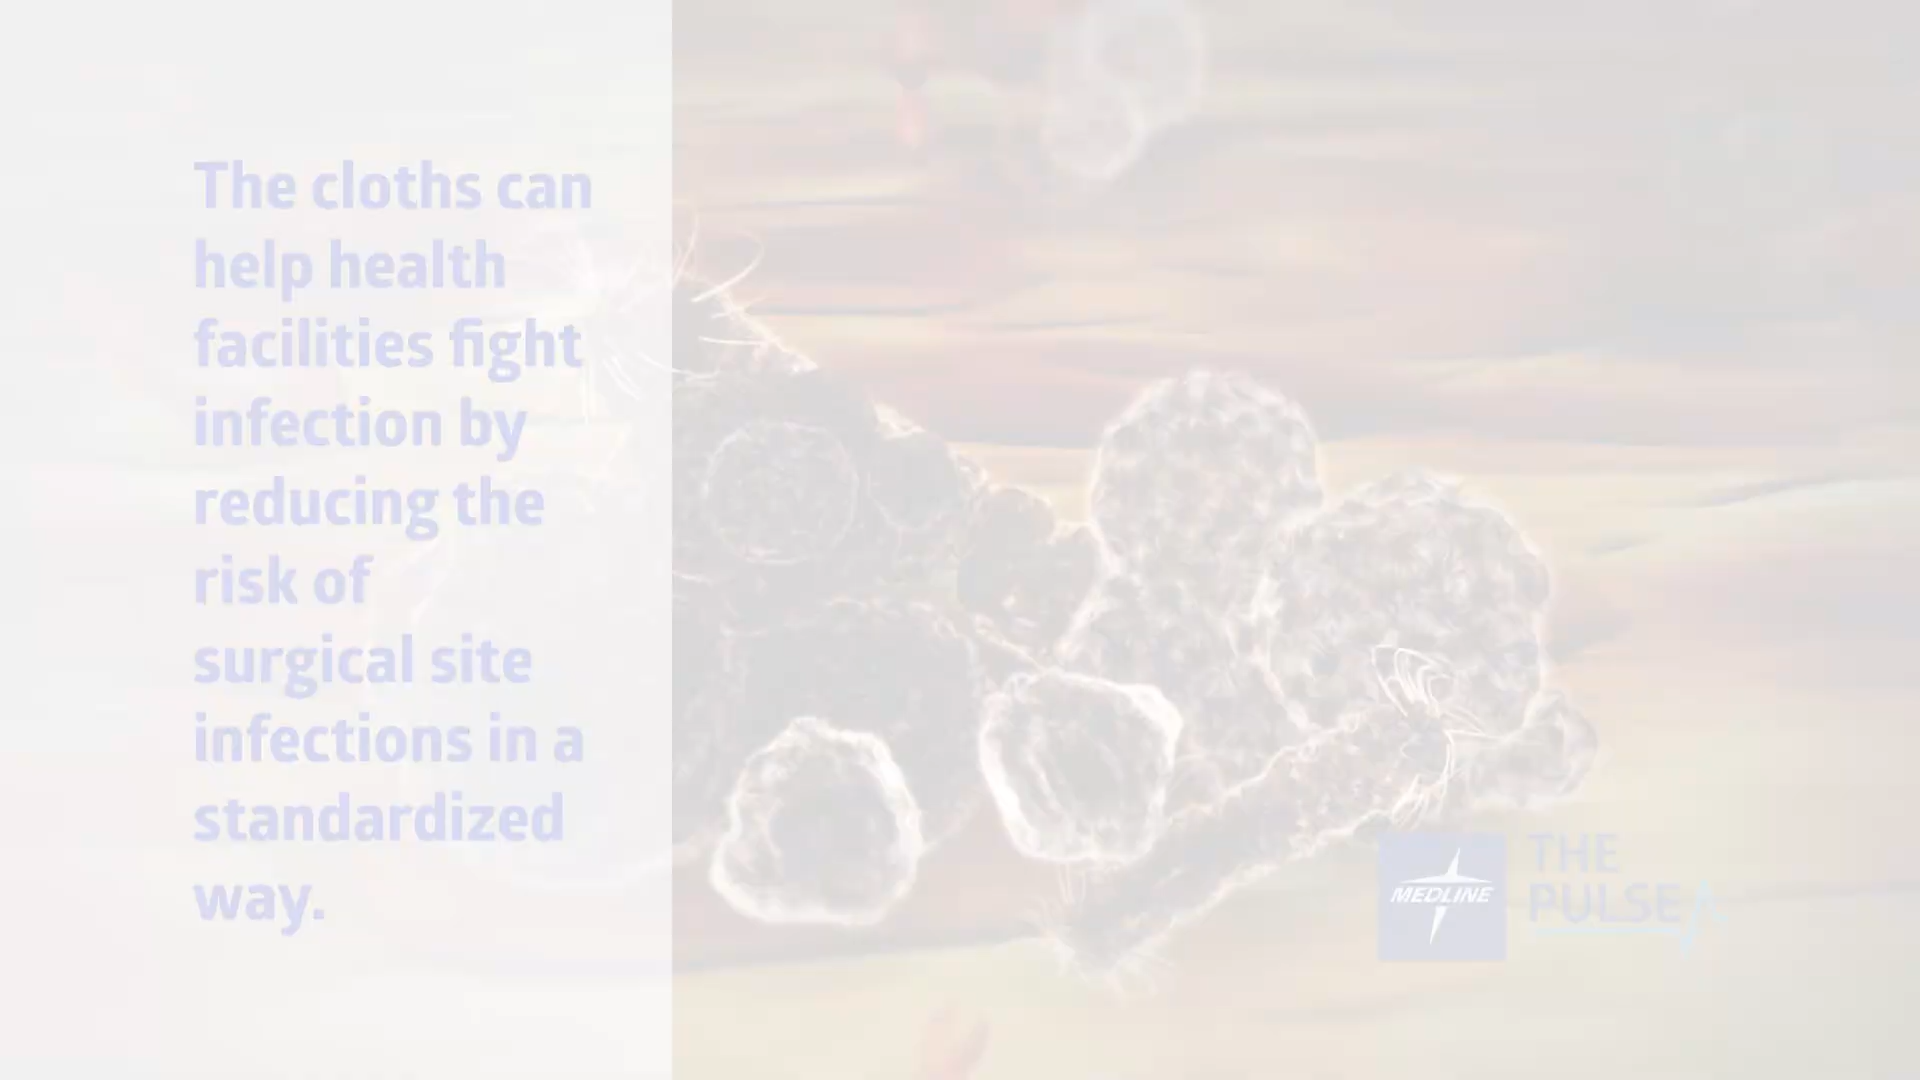 The cloths can
help health
facilities fight
infection by
reducing the
risk of
surgical site
infections in a
standardized
way.
MEDLINE
THE
PULSE